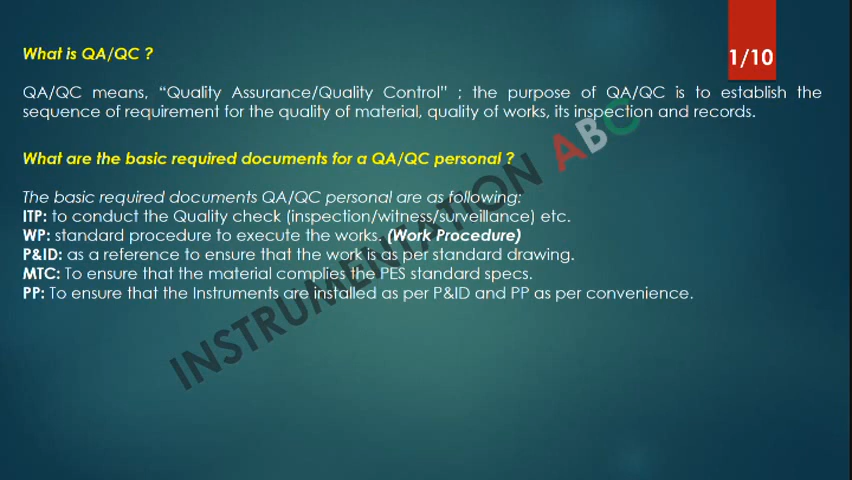 What is QA/QC ?
1/10
QA/QC means, “Quality Assurance/Quality Control” ; the purpose of QA/QC is to establish the
sequence of requirement for the quality of material, quality of works, its inspection and records.
What are the basic required documents for a QA/QC personal ?
The basic required documents QA/QC personal are as following:
ITP: to conduct the Quality check (inspection/witness/surveillance) etc.
WP: standard procedure to execute the works. (Work Procedure)
P&ID: as a reference to ensure that the work is as per standard drawing.
MTC: To ensure that the material complies the PES standard specs.
PP: To ensure that the Instruments are installed as per P&ID and PP as per convenience.
INSTRUMENTATION ABC